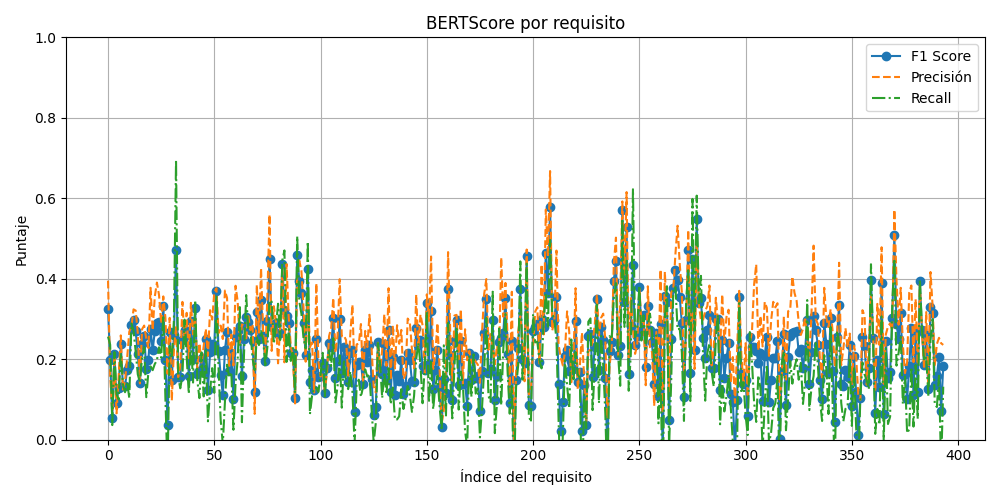 BERTScore por requisito
1.0
0.8
0.6
0.4
0.2
0.0
Puntaje
F1 Score
Precisión
Recall
0 50 100 150 200 250 300 350 400
Índice del requisito